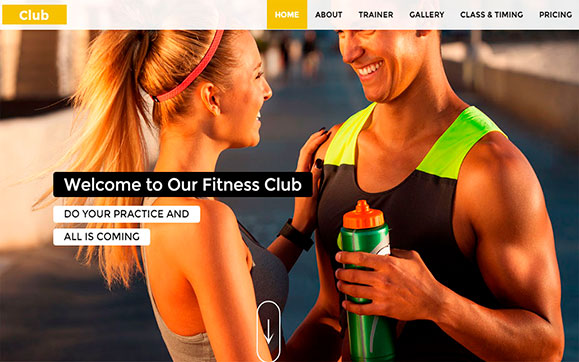 Club
HOME
ABOUT
TRAINER
GALLERY
CLASS & TIMING
PRICING
Welcome to Our Fitness Club
DO YOUR PRACTICE AND
ALL IS COMING